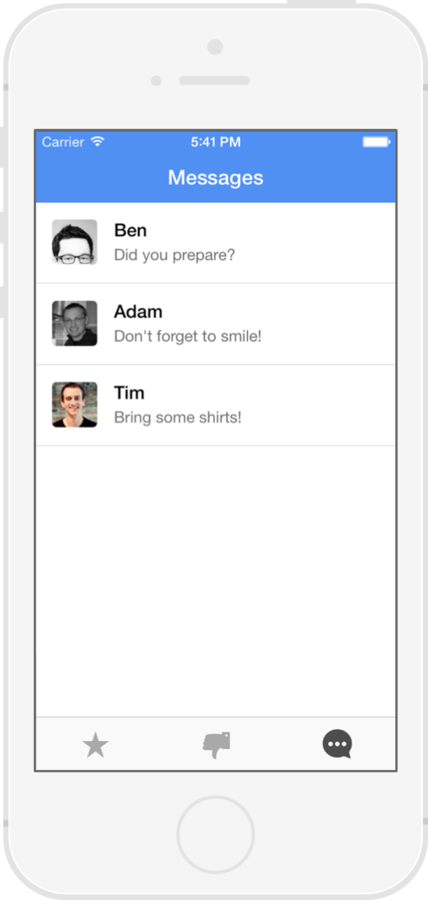 Carrier 5:41 PM
Messages
Ben
Did you prepare?
Adam
Don't forget to smile!
Tim
Bring some shirts!